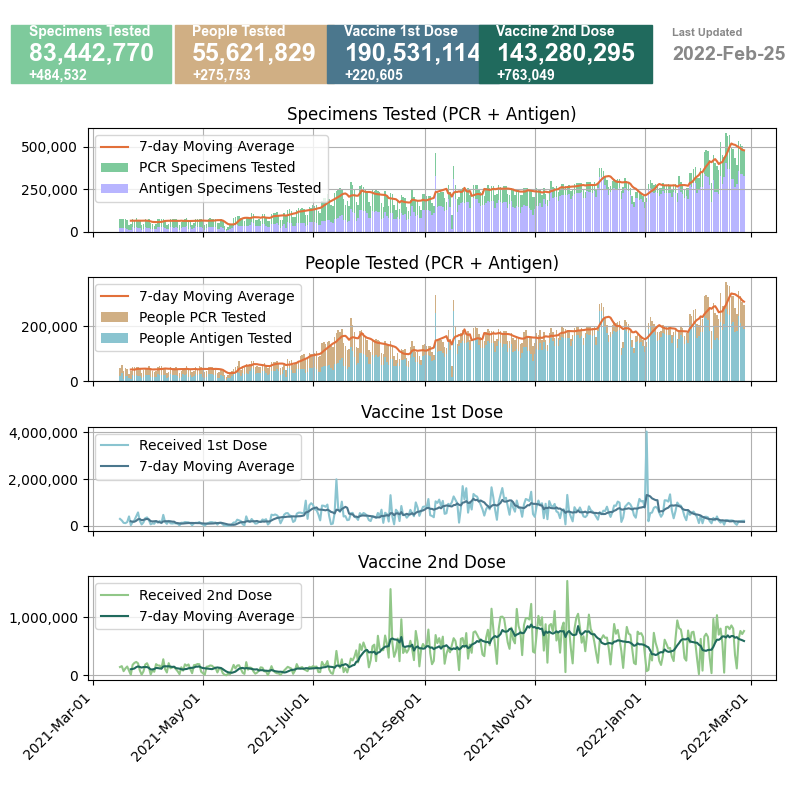 Specimens Tested
83,442,770
+484,532
People Tested
55,621,829
+275,753
Vaccine 1st Dose
190,531,114
+220,605
Vaccine 2nd Dose
143,280,295
+763,049
Last Updated
2022-Feb-25
Specimens Tested (PCR + Antigen)
500,000
250,000
0
7-day Moving Average
PCR Specimens Tested
Antigen Specimens Tested
People Tested (PCR + Antigen)
200,000
0
7-day Moving Average
People PCR Tested
People Antigen Tested
Vaccine 1st Dose
4,000,000
2,000,000
0
Received 1st Dose
7-day Moving Average
Vaccine 2nd Dose
1,000,000
0
Received 2nd Dose
7-day Moving Average
2021-Mar-01
2021-May-01
2021-Jul-01
2021-Sep-01
2021-Nov-01
2022-Jan-01
2022-Mar-01